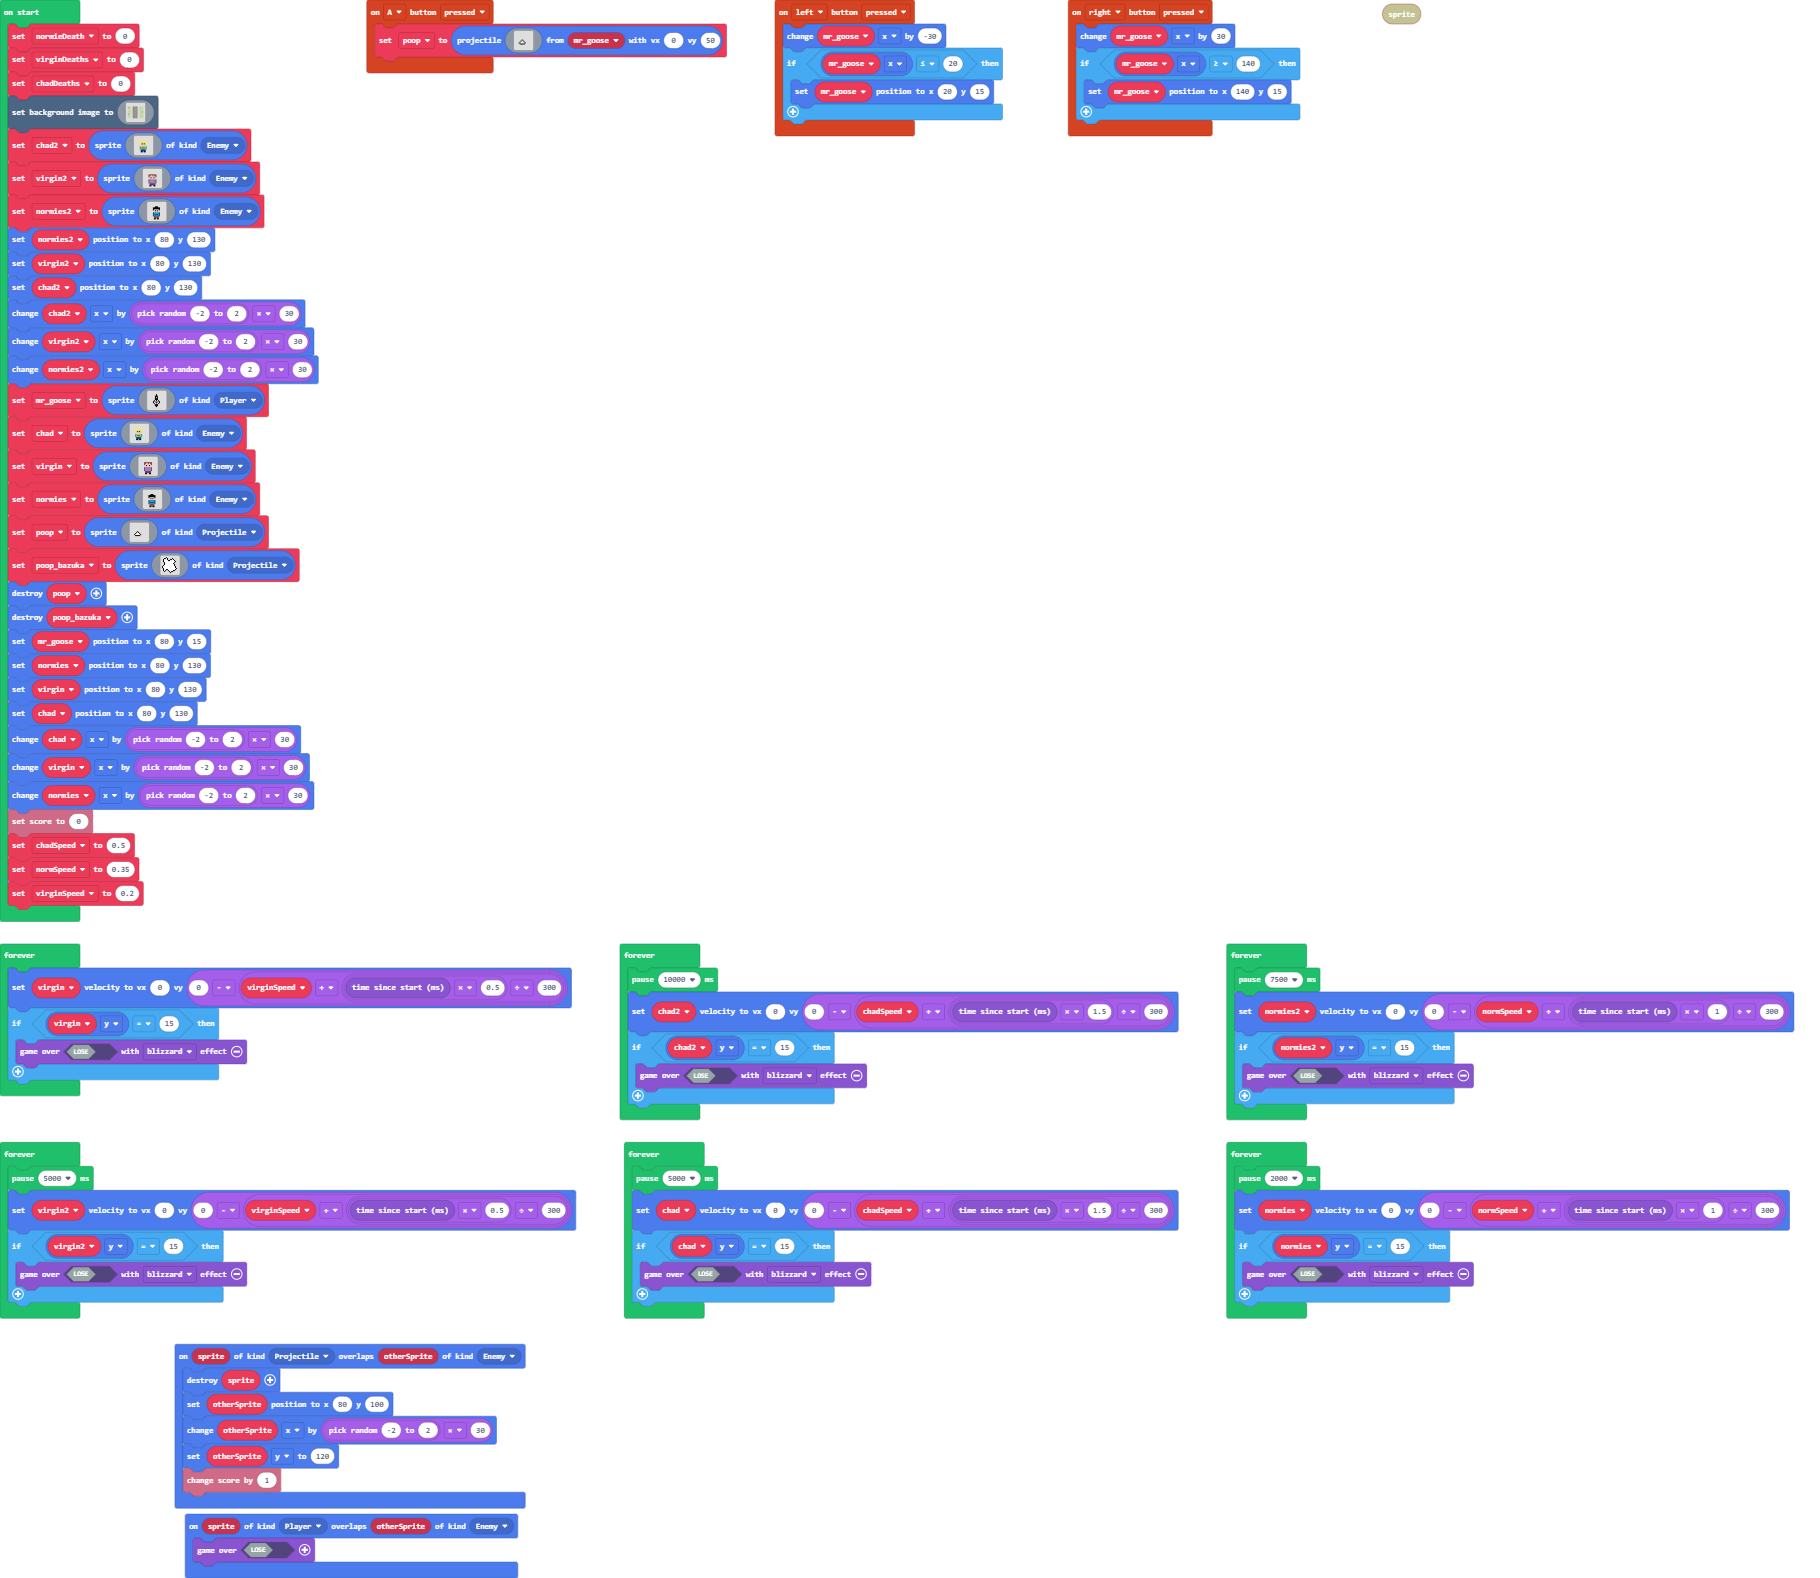 on start
set normieDeath to 0
set virginDeaths to 0
set chadDeaths to 0
set background image to
set chad2 to sprite of kind Enemy
set virgin2 to sprite of kind Enemy
set normies2 to sprite of kind Enemy
set normies2 position to x 80 y 130
set virgin2 position to x 80 y 130
set chad2 position to x 80 y 130
change chad2 x by pick random -2 to 2 × 30
change virgin2 x by pick random -2 to 2 × 30
change normies2 x by pick random -2 to 2 × 30
set mr_goose to sprite of kind Player
set chad to sprite of kind Enemy
set virgin to sprite of kind Enemy
set normies to sprite of kind Enemy
set poop to sprite of kind Projectile
set poop_bazuka to sprite of kind Projectile
destroy poop
destroy poop_bazuka
set mr_goose position to x 80 y 15
set normies position to x 80 y 130
set virgin position to x 80 y 130
set chad position to x 80 y 130
change chad x by pick random -2 to 2 × 30
change virgin x by pick random -2 to 2 × 30
change normies x by pick random -2 to 2 × 30
set score to 0
set chadSpeed to 0.5
set normSpeed to 0.35
set virginSpeed to 0.2
on A button pressed
set poop to projectile from mr_goose with vx 0 vy 50
on left button pressed
change mr_goose x by -30
if mr_goose x ≤ 20 then
set mr_goose position to x 20 y 15
on right button pressed
change mr_goose x by 30
if mr_goose x ≥ 140 then
set mr_goose position to x 140 y 15
sprite
forever
set virgin velocity to vx 0 vy 0 - virginSpeed + time since start (ms) × 0.5 ÷ 300
if virgin y = 15 then
game over LOSE with blizzard effect
forever
pause 10000 ms
set chad2 velocity to vx 0 vy 0 - chadSpeed + time since start (ms) × 1.5 ÷ 300
if chad2 y = 15 then
game over LOSE with blizzard effect
forever
pause 7500 ms
set normies2 velocity to vx 0 vy 0 - normSpeed + time since start (ms) × 1 ÷ 300
if normies2 y = 15 then
game over LOSE with blizzard effect
forever
pause 5000 ms
set virgin2 velocity to vx 0 vy 0 - virginSpeed + time since start (ms) × 0.5 ÷ 300
if virgin2 y = 15 then
game over LOSE with blizzard effect
forever
pause 5000 ms
set chad velocity to vx 0 vy 0 - chadSpeed + time since start (ms) × 1.5 ÷ 300
if chad y = 15 then
game over LOSE with blizzard effect
forever
pause 2000 ms
set normies velocity to vx 0 vy 0 - normSpeed + time since start (ms) × 1 ÷ 300
if normies y = 15 then
game over LOSE with blizzard effect
on sprite of kind Projectile overlaps otherSprite of kind Enemy
destroy sprite
set otherSprite position to x 80 y 100
change otherSprite x by pick random -2 to 2 × 30
set otherSprite y to 120
change score by 1
on sprite of kind Player overlaps otherSprite of kind Enemy
game over LOSE